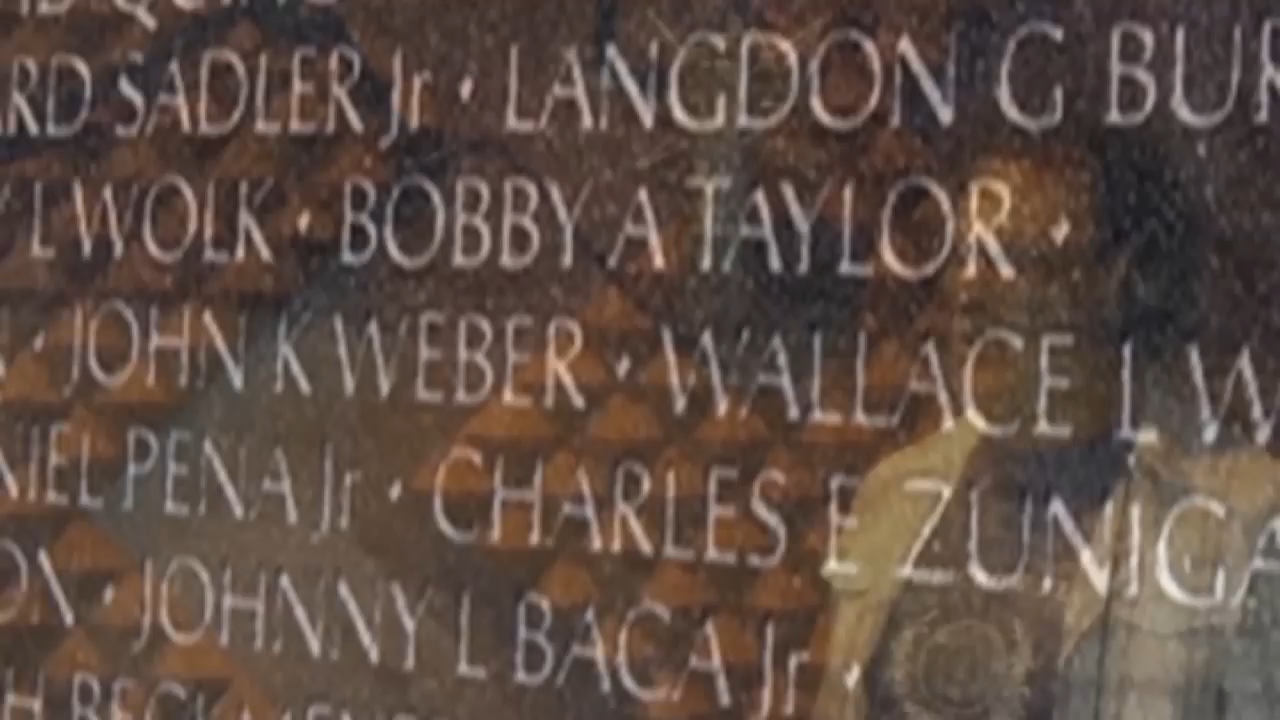 RD SADLER Jr · LANGDON G BUR
L WOLK · BOBBY A TAYLOR ·
· JOHN K WEBER · WALLACE L W
NIEL PENA Jr · CHARLES E ZUNIGA
ON · JOHNNY L BACA Jr ·